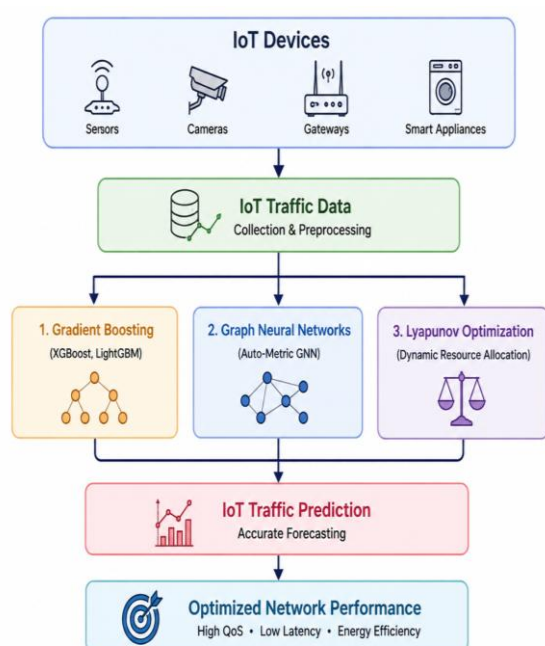 IoT Devices
Sersors
Cameras
Gateways
Smart Appliances
IoT Traffic Data
Collection & Preprocessing
1. Gradient Boosting
(XGBoost, LightGBM)
2. Graph Neural Networks
(Auto-Metric GNN)
3. Lyapunov Optimization
(Dynamic Resource Allocation)
IoT Traffic Prediction
Accurate Forecasting
Optimized Network Performance
High QoS • Low Latency • Energy Efficiency